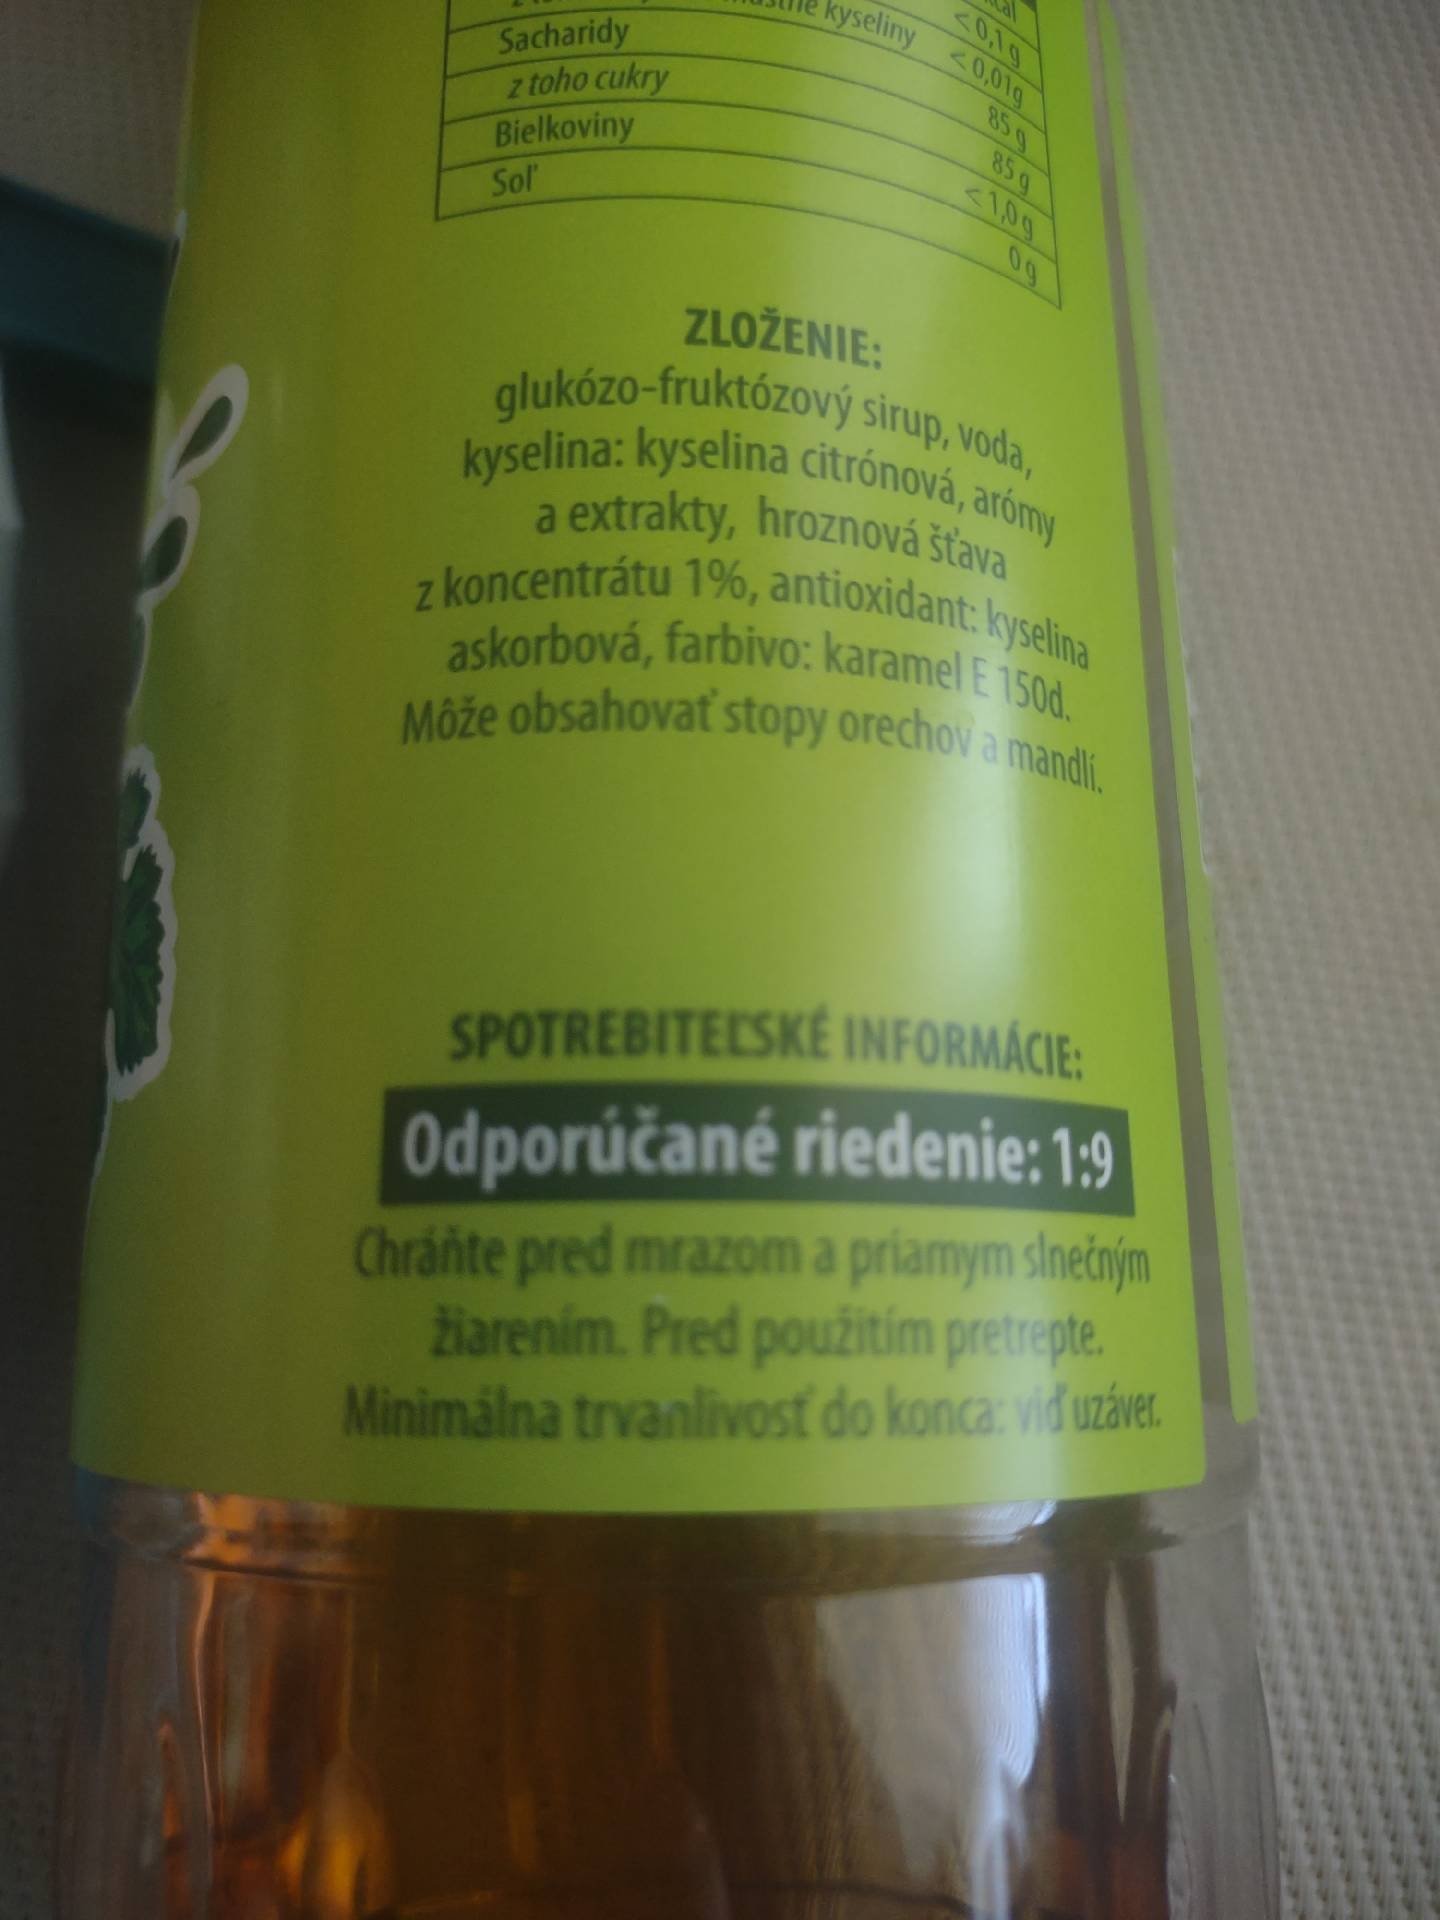 kyseliny < 0,1 g
Sacharidy < 0,01g
z toho cukry 85 g
Bielkoviny 85 g
Soľ < 1,0 g
0 g
ZLOŽENIE:
glukózo-fruktózový sirup, voda,
kyselina: kyselina citrónová, arómy
a extrakty, hroznová šťava
z koncentrátu 1%, antioxidant: kyselina
askorbová, farbivo: karamel E 150d.
Môže obsahovať stopy orechov a mandlí.
SPOTREBITEĽSKÉ INFORMÁCIE:
Odporúčané riedenie: 1:9
Chráňte pred mrazom a priamym slnečným
žiarením. Pred použitím pretrepte.
Minimálna trvanlivosť do konca: viď uzáver.